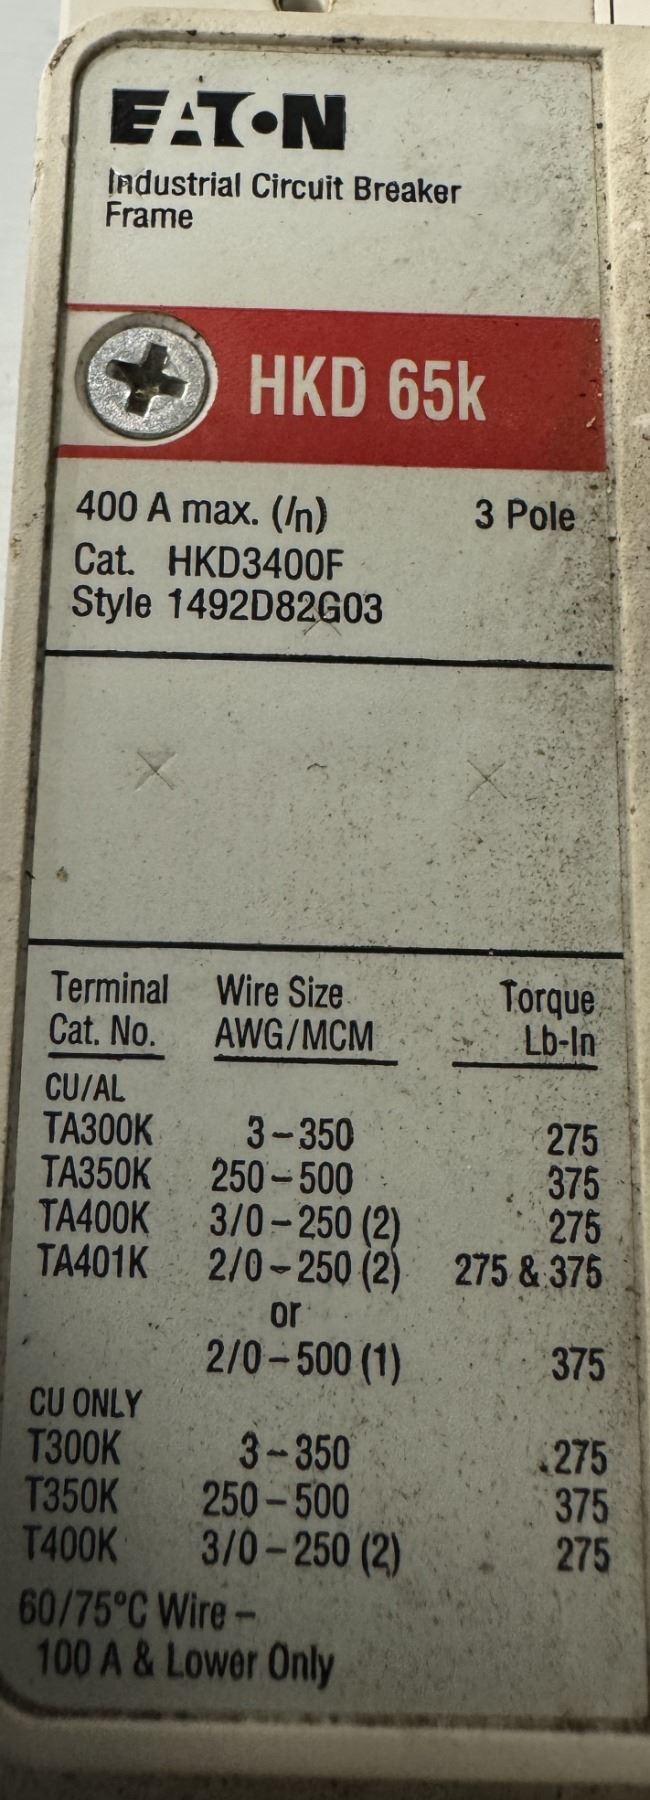 EATON
Industrial Circuit Breaker
Frame
HKD 65k
400 A max. (In) 3 Pole
Cat. HKD3400F
Style 1492D82G03
Terminal Wire Size Torque
Cat. No. AWG/MCM Lb-In
CU/AL
TA300K 3-350 275
TA350K 250-500 375
TA400K 3/0-250 (2) 275
TA401K 2/0-250 (2) 275 & 375
or
2/0-500 (1) 375
CU ONLY
T300K 3-350 275
T350K 250-500 375
T400K 3/0-250 (2) 275
60/75°C Wire -
100 A & Lower Only